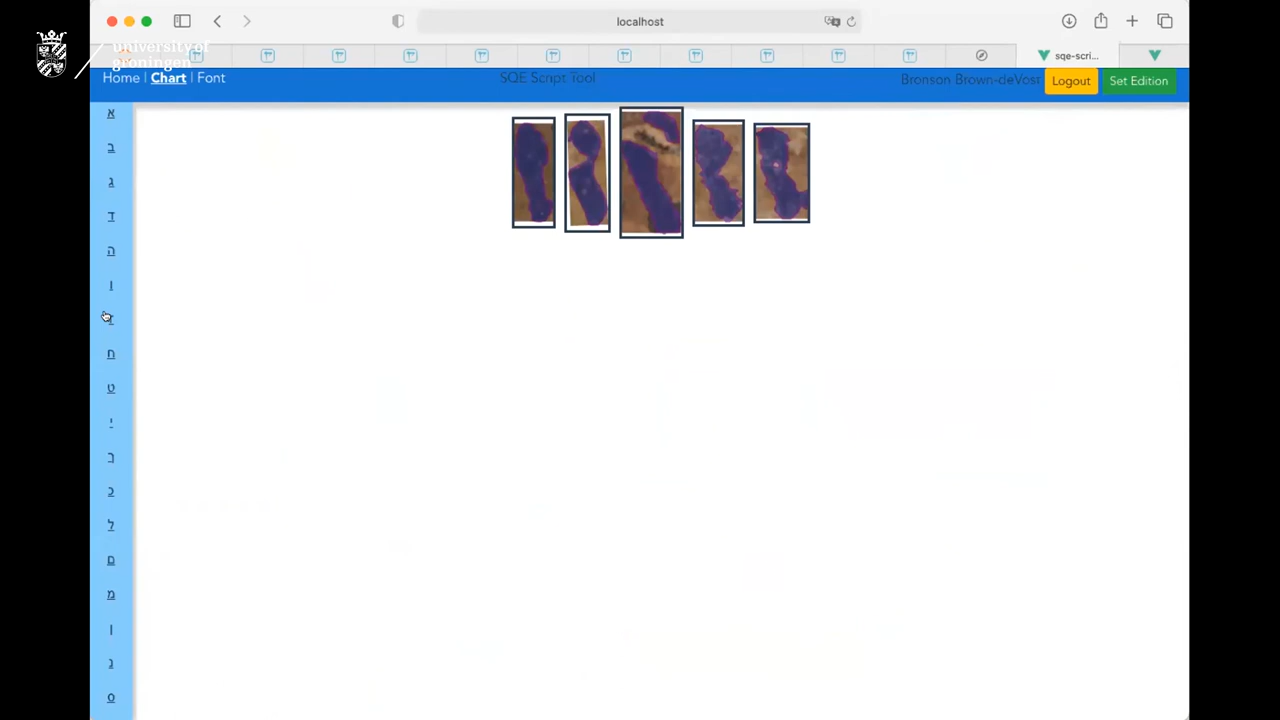 localhost
university of
groningen
sqe-scri...
Home | Chart | Font
SQE Script Tool
Bronson Brown-deVost
Logout
Set Edition
א
ב
ג
ד
ה
ו
ח
ט
י
ך
כ
ל
ם
מ
ן
נ
ס